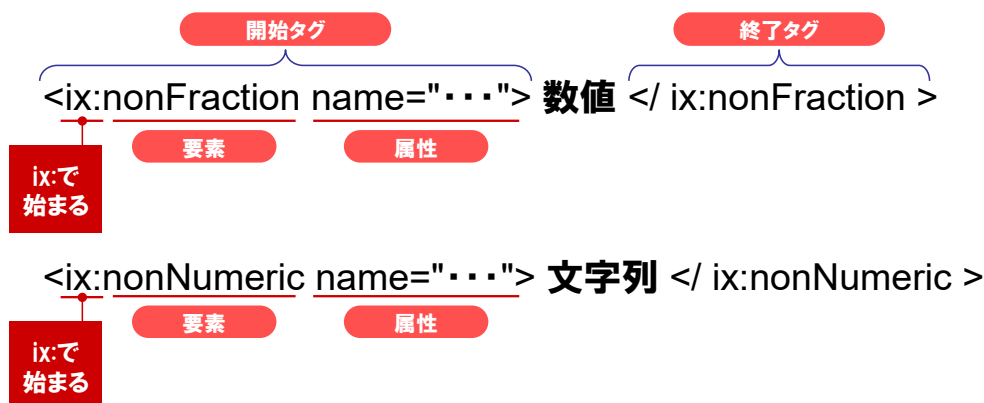 開始タグ 終了タグ
<ix:nonFraction name="・・・"> 数値 </ ix:nonFraction >
要素 属性
ix:で
始まる
<ix:nonNumeric name="・・・"> 文字列 </ ix:nonNumeric >
要素 属性
ix:で
始まる